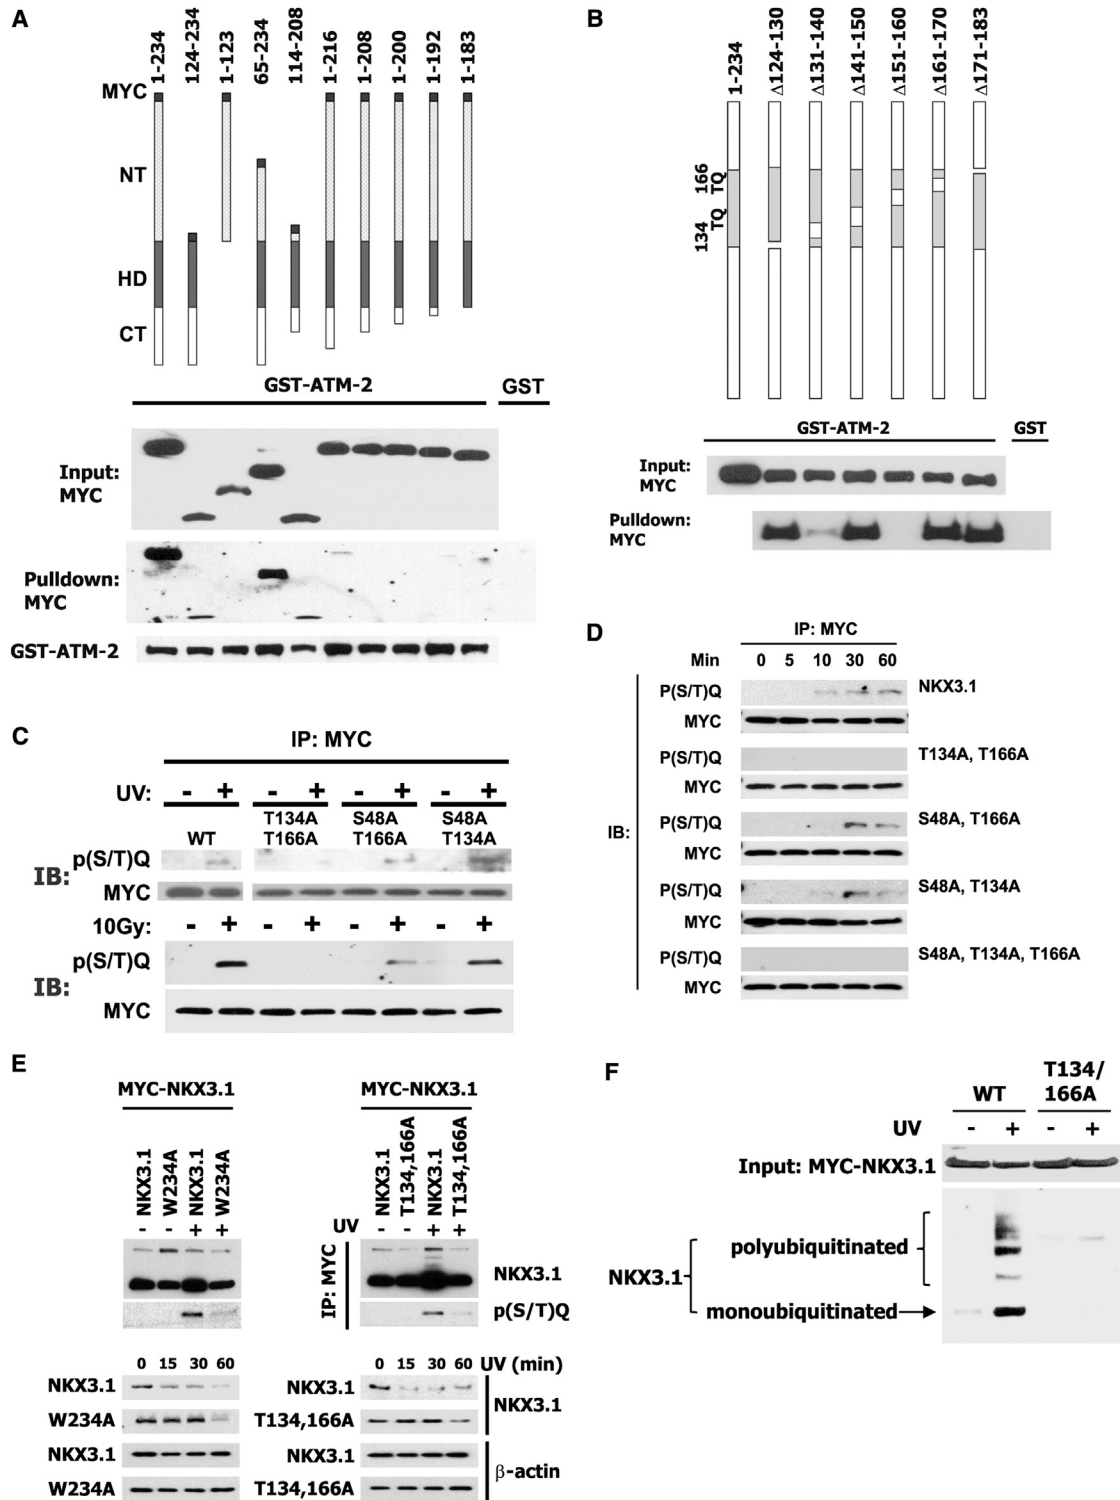 A
1-234
124-234
1-123
65-234
114-208
1-216
1-208
1-200
1-192
1-183
MYC
NT
HD
CT
GST-ATM-2
GST
Input:
MYC
Pulldown:
MYC
GST-ATM-2
B
1-234
Δ124-130
Δ131-140
Δ141-150
Δ151-160
Δ161-170
Δ171-183
166
TQ
134
TQ
GST-ATM-2
GST
Input:
MYC
Pulldown:
MYC
C
IP: MYC
UV: - + - + - + - +
WT
T134A
T166A
S48A
T166A
S48A
T134A
IB:
p(S/T)Q
MYC
10Gy: - + - + - + - +
IB:
p(S/T)Q
MYC
D
IP: MYC
Min 0 5 10 30 60
IB:
P(S/T)Q NKX3.1
MYC
P(S/T)Q T134A, T166A
MYC
P(S/T)Q S48A, T166A
MYC
P(S/T)Q S48A, T134A
MYC
P(S/T)Q S48A, T134A, T166A
MYC
E
MYC-NKX3.1
NKX3.1
W234A
NKX3.1
W234A
- - + +
MYC-NKX3.1
NKX3.1
T134,166A
NKX3.1
T134,166A
UV - - + +
IP: MYC
NKX3.1
p(S/T)Q
0 15 30 60
NKX3.1
W234A
NKX3.1
W234A
0 15 30 60 UV (min)
NKX3.1
T134,166A
NKX3.1
NKX3.1
T134,166A
β-actin
F
WT
T134/
166A
UV - + - +
Input: MYC-NKX3.1
NKX3.1
polyubiquitinated
monoubiquitinated